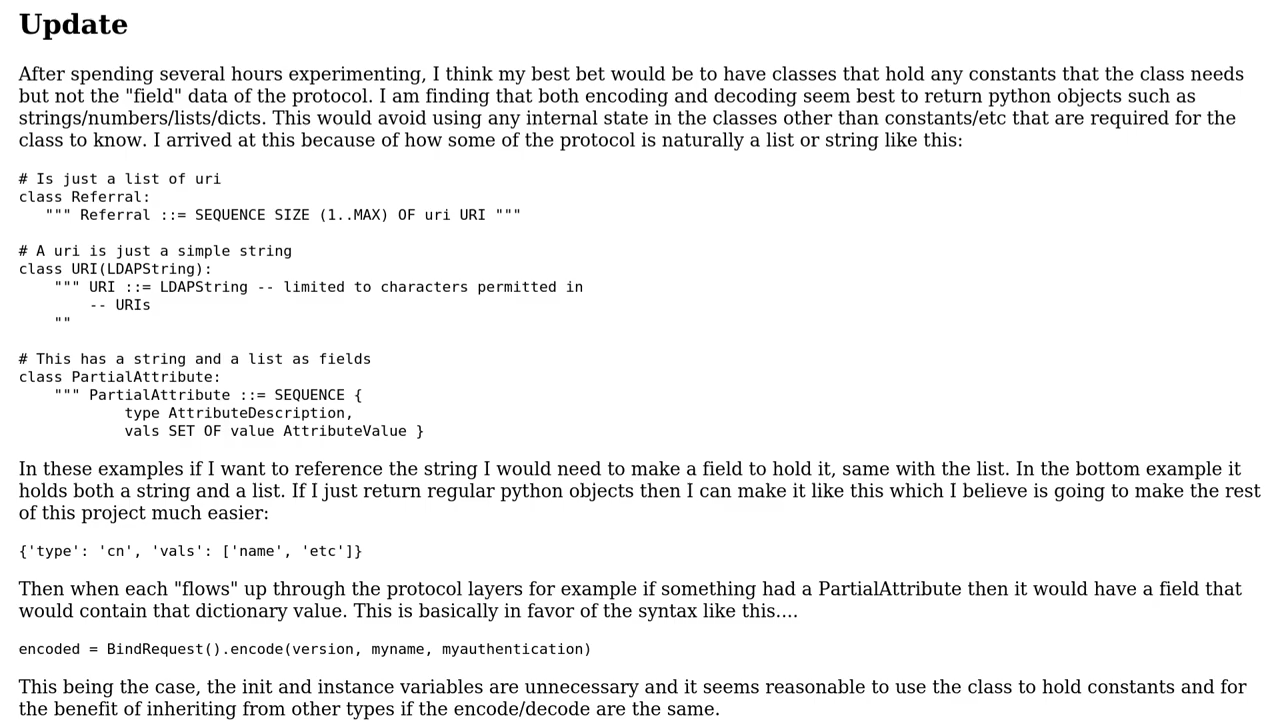 Update
After spending several hours experimenting, I think my best bet would be to have classes that hold any constants that the class needs
but not the "field" data of the protocol. I am finding that both encoding and decoding seem best to return python objects such as
strings/numbers/lists/dicts. This would avoid using any internal state in the classes other than constants/etc that are required for the
class to know. I arrived at this because of how some of the protocol is naturally a list or string like this:
# Is just a list of uri
class Referral:
   """ Referral ::= SEQUENCE SIZE (1..MAX) OF uri URI """
# A uri is just a simple string
class URI(LDAPString):
    """ URI ::= LDAPString -- limited to characters permitted in
        -- URIs
    ""
# This has a string and a list as fields
class PartialAttribute:
    """ PartialAttribute ::= SEQUENCE {
            type AttributeDescription,
            vals SET OF value AttributeValue }
In these examples if I want to reference the string I would need to make a field to hold it, same with the list. In the bottom example it
holds both a string and a list. If I just return regular python objects then I can make it like this which I believe is going to make the rest
of this project much easier:
{'type': 'cn', 'vals': ['name', 'etc']}
Then when each "flows" up through the protocol layers for example if something had a PartialAttribute then it would have a field that
would contain that dictionary value. This is basically in favor of the syntax like this....
encoded = BindRequest().encode(version, myname, myauthentication)
This being the case, the init and instance variables are unnecessary and it seems reasonable to use the class to hold constants and for
the benefit of inheriting from other types if the encode/decode are the same.